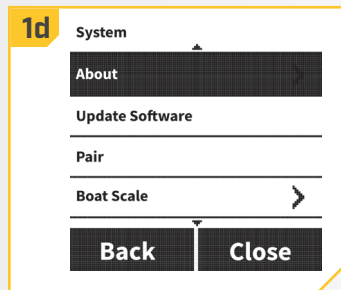 1d
System
About
Update Software
Pair
Boat Scale
Back
Close